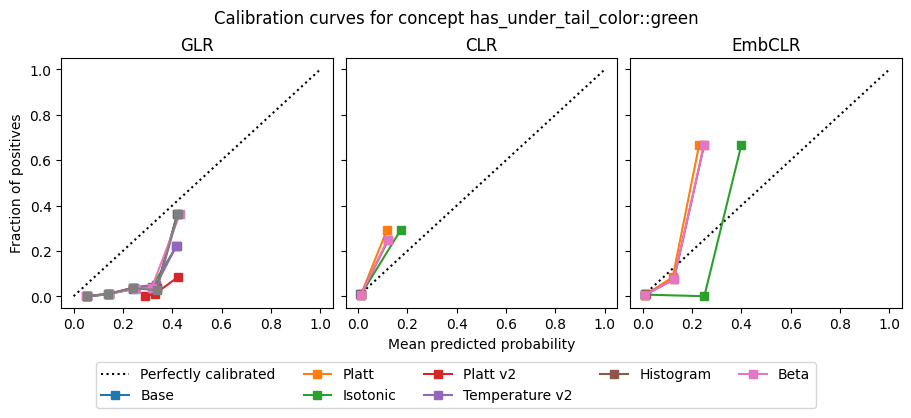 Calibration curves for concept has_under_tail_color::green
GLR
CLR
EmbCLR
Fraction of positives
1.0
0.8
0.6
0.4
0.2
0.0
0.0 0.2 0.4 0.6 0.8 1.0
0.0 0.2 0.4 0.6 0.8 1.0
0.0 0.2 0.4 0.6 0.8 1.0
Mean predicted probability
Perfectly calibrated
Base
Platt
Isotonic
Platt v2
Temperature v2
Histogram
Beta